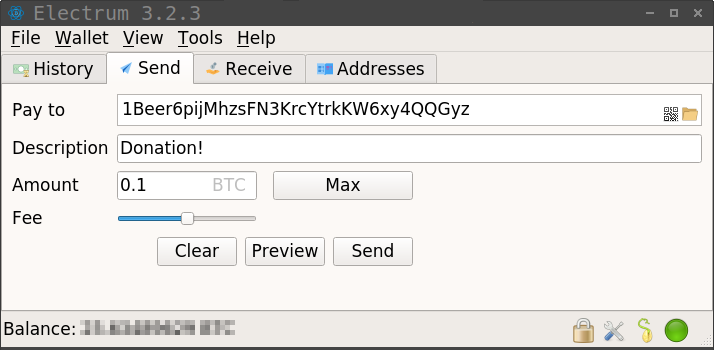 Electrum 3.2.3
File Wallet View Tools Help
History Send Receive Addresses
Pay to 1Beer6pijMhzsFN3KrcYtrkKW6xy4QQGyz
Description Donation!
Amount 0.1 BTC Max
Fee
Clear Preview Send
Balance: